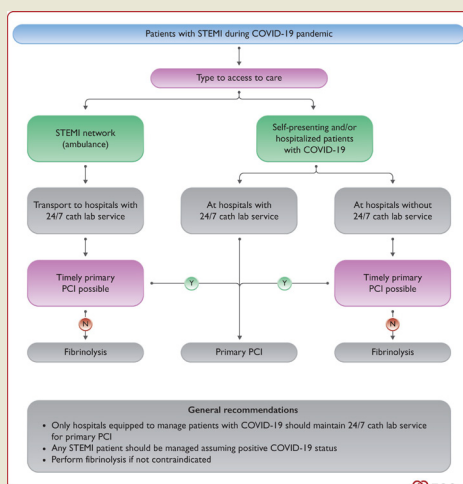 Patients with STEMI during COVID-19 pandemic
Type to access to care
STEMI network
(ambulance)
Self-presenting and/or
hospitalized patients
with COVID-19
Transport to hospitals with
24/7 cath lab service
At hospitals with
24/7 cath lab service
At hospitals without
24/7 cath lab service
Timely primary
PCI possible
Y
Y
Timely primary
PCI possible
N
N
Fibrinolysis
Primary PCI
Fibrinolysis
General recommendations
• Only hospitals equipped to manage patients with COVID-19 should maintain 24/7 cath lab service
for primary PCI
• Any STEMI patient should be managed assuming positive COVID-19 status
• Perform fibrinolysis if not contraindicated